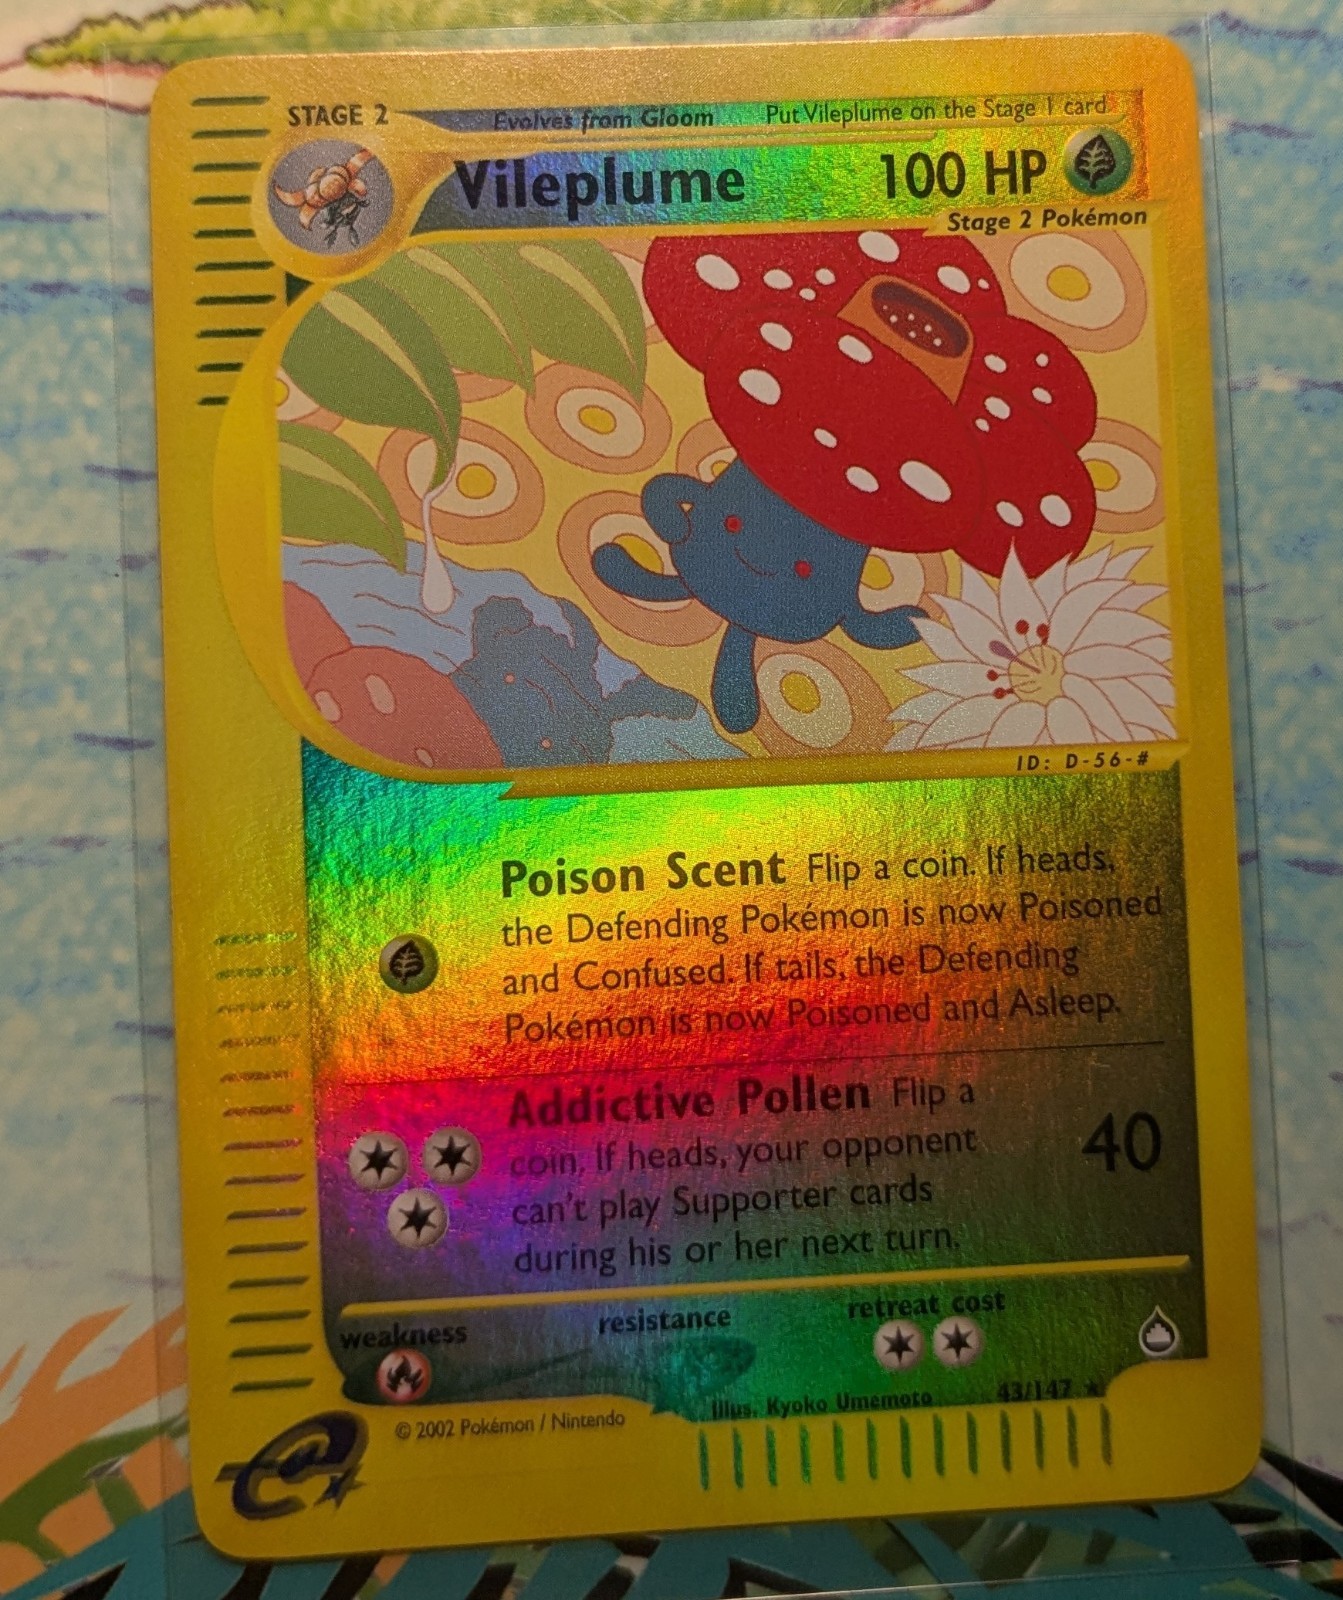 STAGE 2 Evolves from Gloom Put Vileplume on the Stage 1 card
Vileplume 100 HP
Stage 2 Pokémon
ID: D-56-#
Poison Scent Flip a coin. If heads,
the Defending Pokémon is now Poisoned
and Confused. If tails, the Defending
Pokémon is now Poisoned and Asleep.
Addictive Pollen Flip a
coin. If heads, your opponent
can't play Supporter cards
during his or her next turn.
40
weakness resistance retreat cost
Illus. Kyoko Umemoto 43/147 ★
© 2002 Pokémon / Nintendo
e